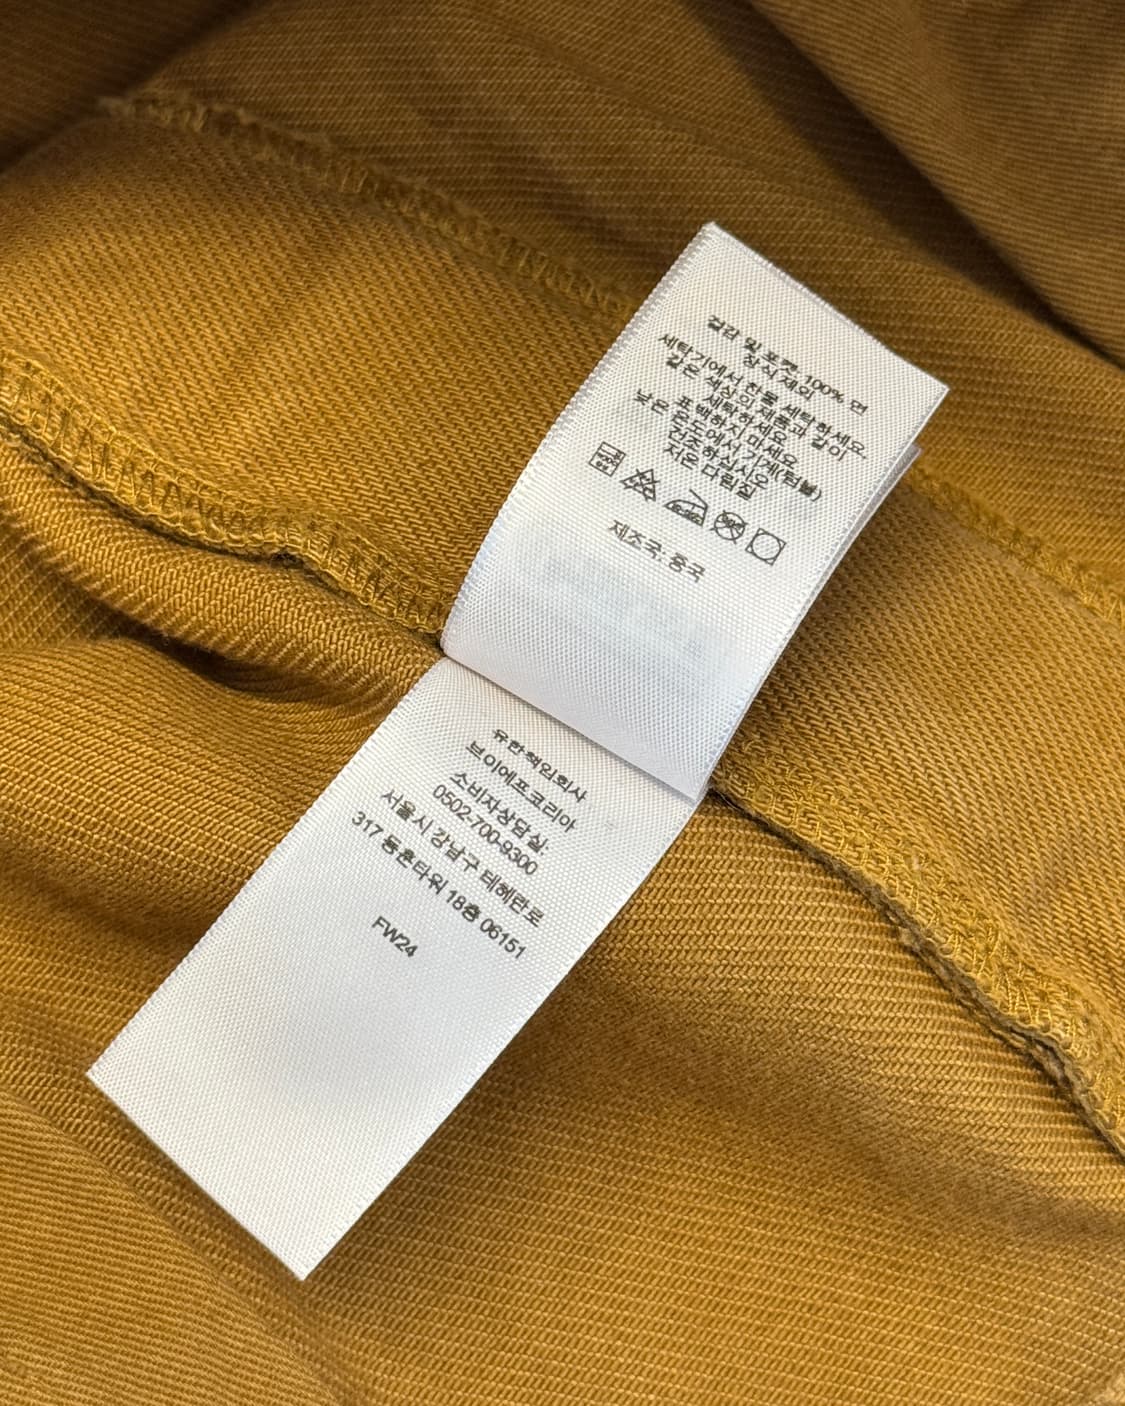 컬러 및 포켓 100% 면
장식 제외
세탁기에서 찬물 세탁하세요.
같은 색상의 제품과 같이
세탁하세요
표백하지 마세요
낮은 온도에서 기계(텀블)
건조하십시오
저온 다림질
제조국: 중국
유한책임회사
브이에프코리아
소비자상담실.
0502-700-9300
서울시 강남구 테헤란로
317 동훈타워 18층 06151
FW24